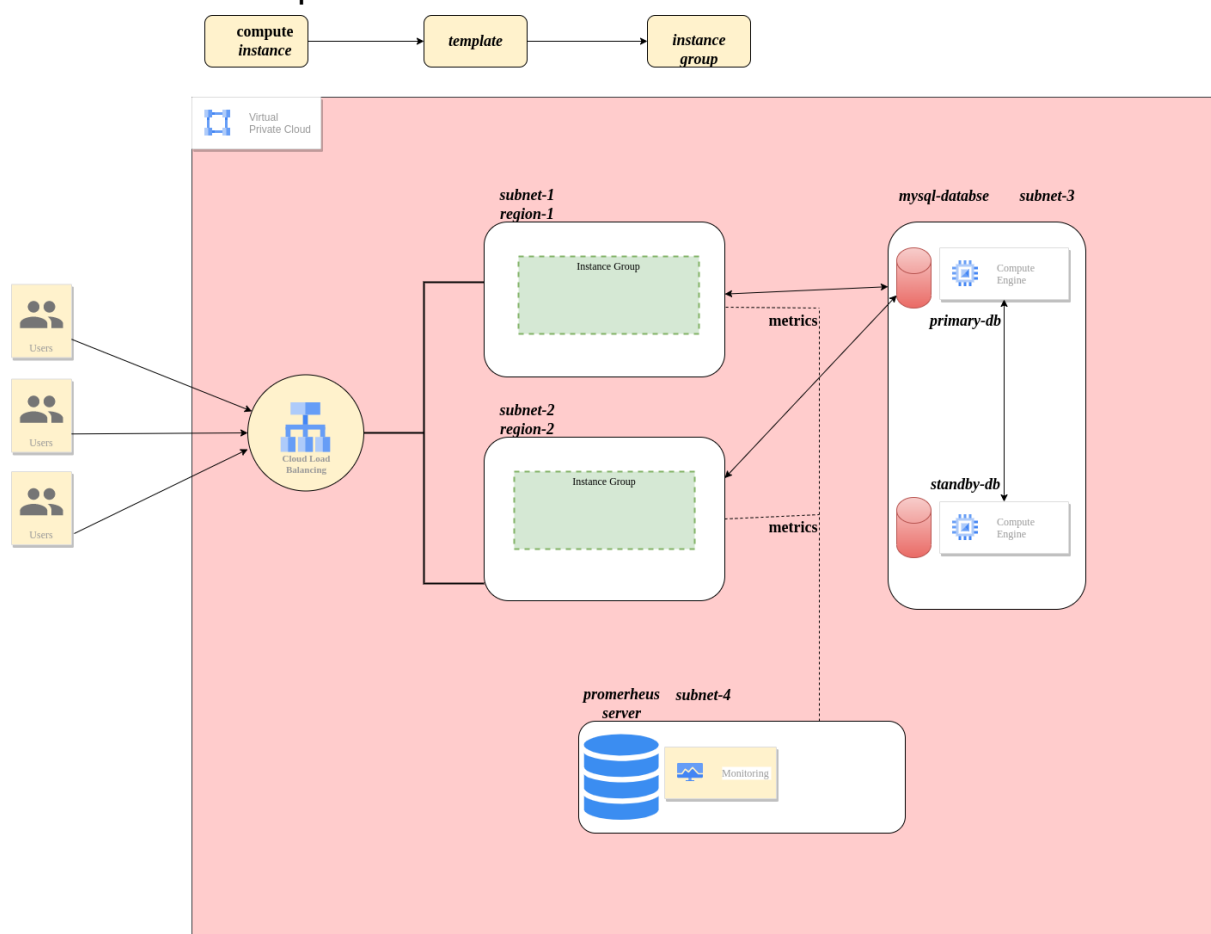 compute
instance
template
instance
group
Virtual
Private Cloud
subnet-1
region-1
mysql-databse
subnet-3
Instance Group
Compute
Engine
primary-db
metrics
Users
Users
Users
Cloud Load
Balancing
subnet-2
region-2
Instance Group
metrics
standby-db
Compute
Engine
promerheus
server
subnet-4
Monitoring